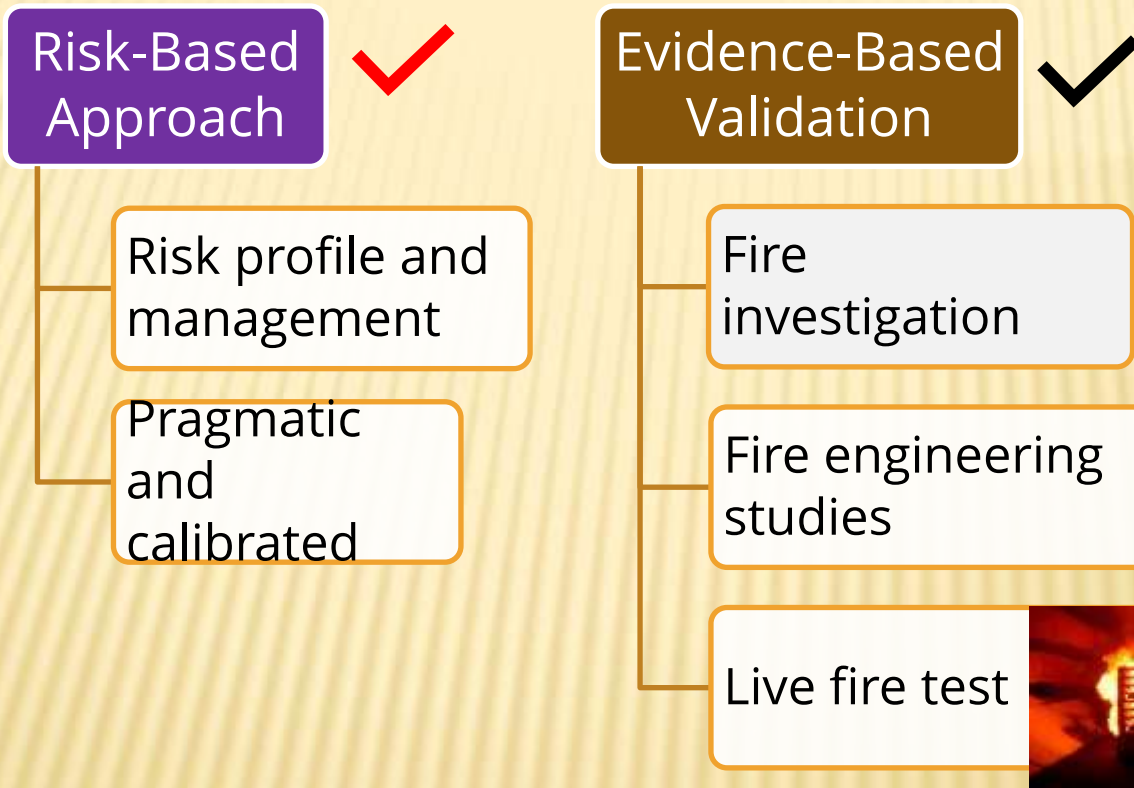 Risk-Based
Approach
Risk profile and
management
Pragmatic
and
calibrated
Evidence-Based
Validation
Fire
investigation
Fire engineering
studies
Live fire test